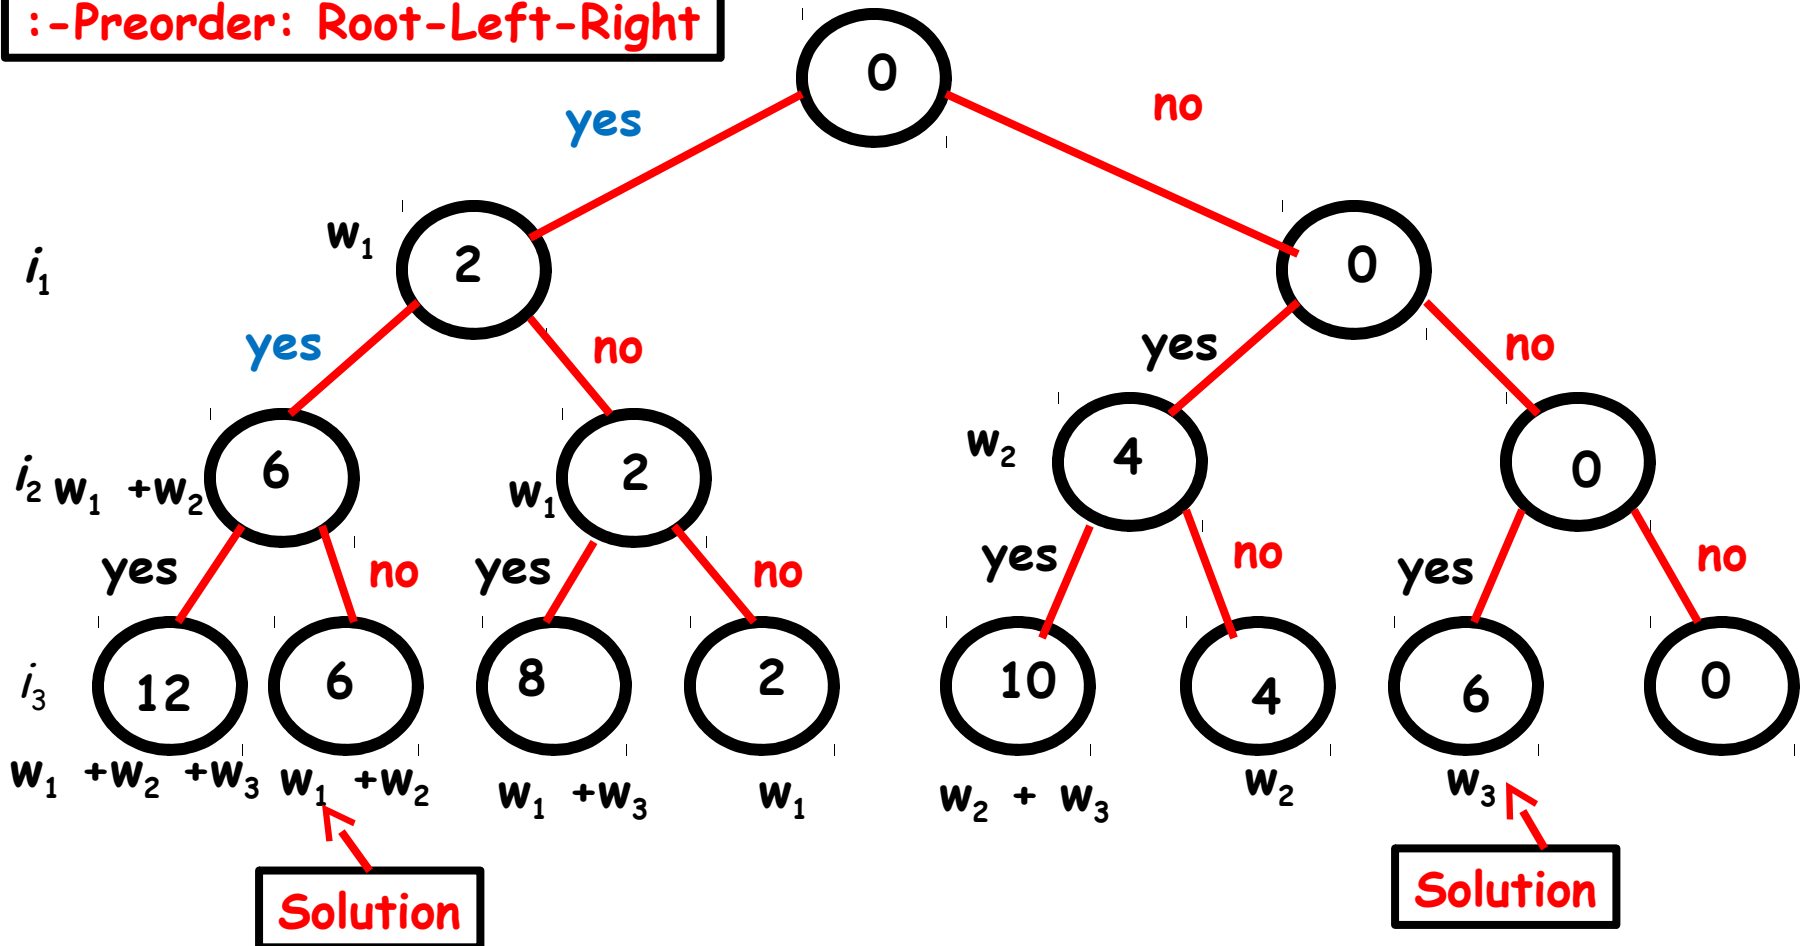 :-Preorder: Root-Left-Right
0
yes no
i1 w1 2 0
yes no yes no
i2 w1 +w2 6 w1 2 w2 4 0
yes no yes no yes no yes no
i3 12 6 8 2 10 4 6 0
w1 +w2 +w3 w1 +w2 w1 +w3 w1 w2 + w3 w2 w3
Solution Solution